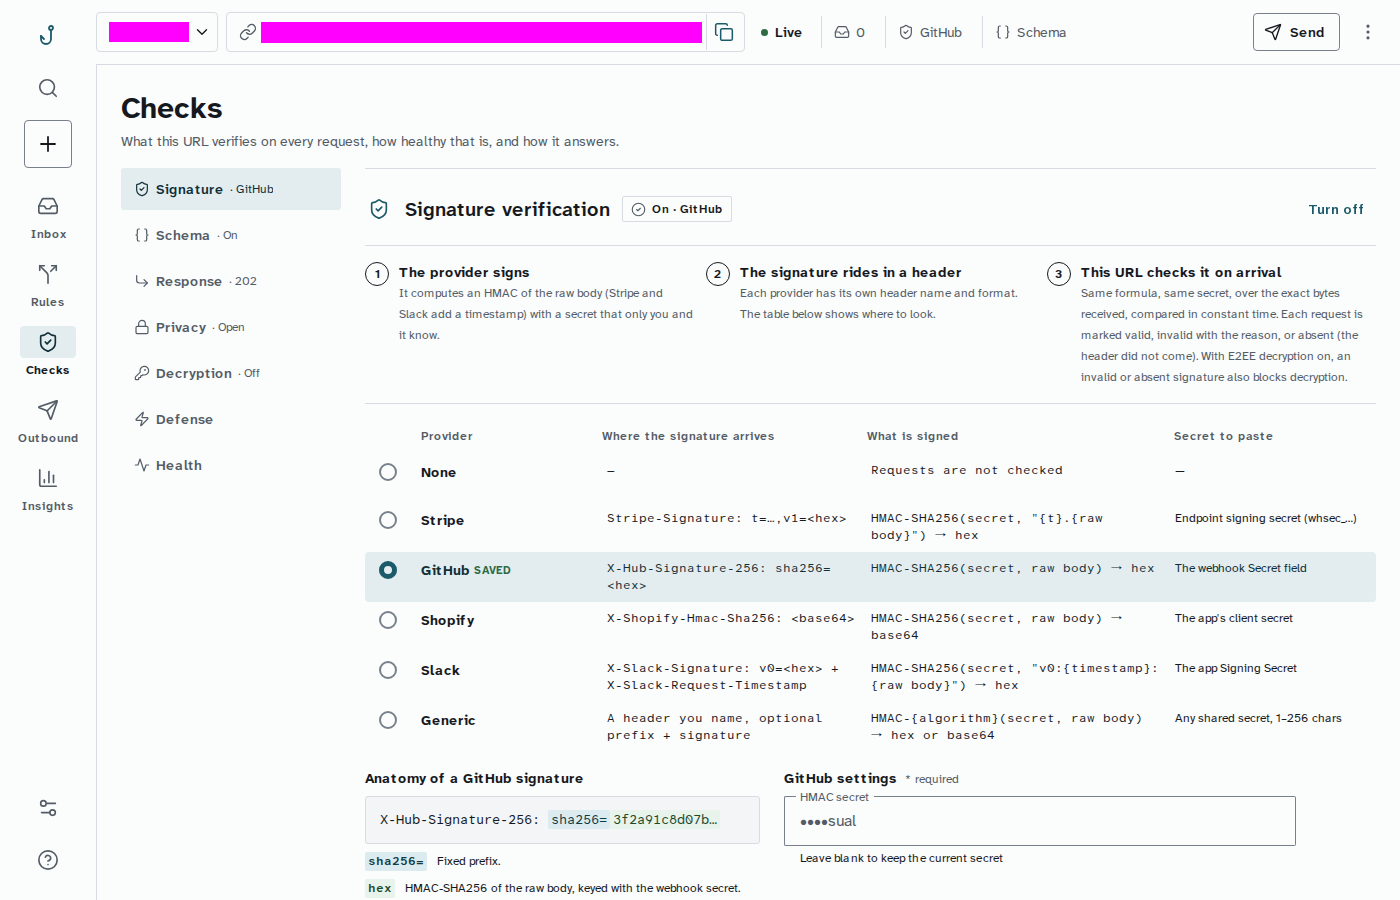 Live
0
GitHub
Schema
Send
Checks
What this URL verifies on every request, how healthy that is, and how it answers.
Inbox
Rules
Checks
Outbound
Insights
Signature · GitHub
Schema · On
Response · 202
Privacy · Open
Decryption · Off
Defense
Health
Signature verification
On · GitHub
Turn off
1 The provider signs
It computes an HMAC of the raw body (Stripe and
Slack add a timestamp) with a secret that only you and
it know.
2 The signature rides in a header
Each provider has its own header name and format.
The table below shows where to look.
3 This URL checks it on arrival
Same formula, same secret, over the exact bytes
received, compared in constant time. Each request is
marked valid, invalid with the reason, or absent (the
header did not come). With E2EE decryption on, an
invalid or absent signature also blocks decryption.
Provider Where the signature arrives What is signed Secret to paste
None — Requests are not checked —
Stripe Stripe-Signature: t=…,v1=<hex> HMAC-SHA256(secret, "{t}.{raw Endpoint signing secret (whsec_…)
body}") → hex
GitHub SAVED X-Hub-Signature-256: sha256= HMAC-SHA256(secret, raw body) → hex The webhook Secret field
<hex>
Shopify X-Shopify-Hmac-Sha256: <base64> HMAC-SHA256(secret, raw body) → The app's client secret
base64
Slack X-Slack-Signature: v0=<hex> + HMAC-SHA256(secret, "v0:{timestamp}: The app Signing Secret
X-Slack-Request-Timestamp {raw body}") → hex
Generic A header you name, optional HMAC-{algorithm}(secret, raw body) Any shared secret, 1–256 chars
prefix + signature → hex or base64
Anatomy of a GitHub signature
X-Hub-Signature-256: sha256= 3f2a91c8d07b…
sha256= Fixed prefix.
hex HMAC-SHA256 of the raw body, keyed with the webhook secret.
GitHub settings * required
HMAC secret
••••sual
Leave blank to keep the current secret